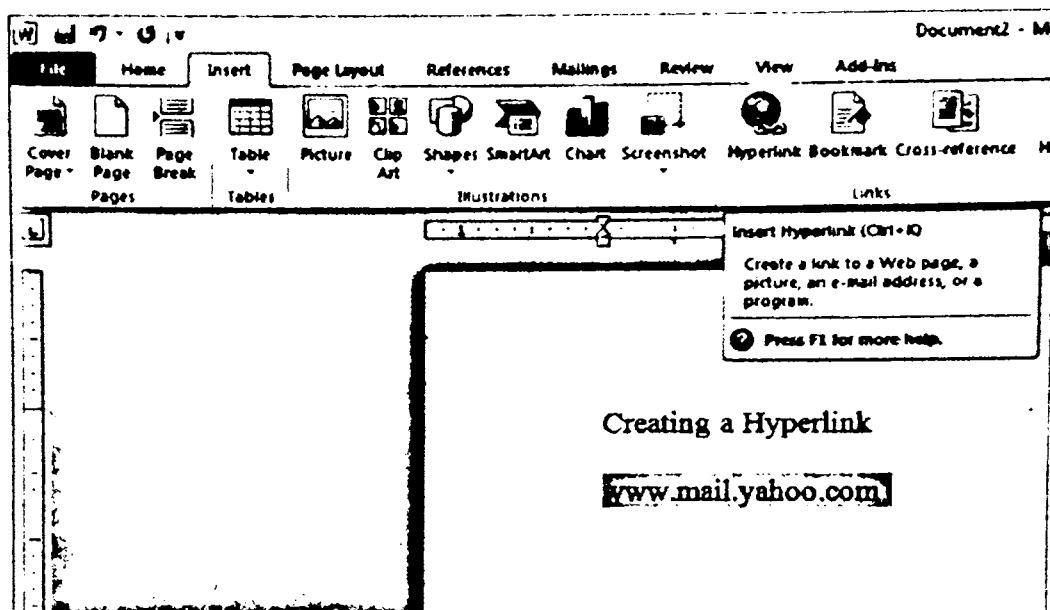 W
Document2 - M
File Home Insert Page Layout References Mailings Review View Add-Ins
Cover Page Blank Page Page Break Table Picture Clip Art Shapes SmartArt Chart Screenshot Hyperlink Bookmark Cross-reference H
Pages Tables Illustrations Links
Insert Hyperlink (Ctrl+K)
Create a link to a Web page, a
picture, an e-mail address, or a
program.
Press F1 for more help.
Creating a Hyperlink
www.mail.yahoo.com